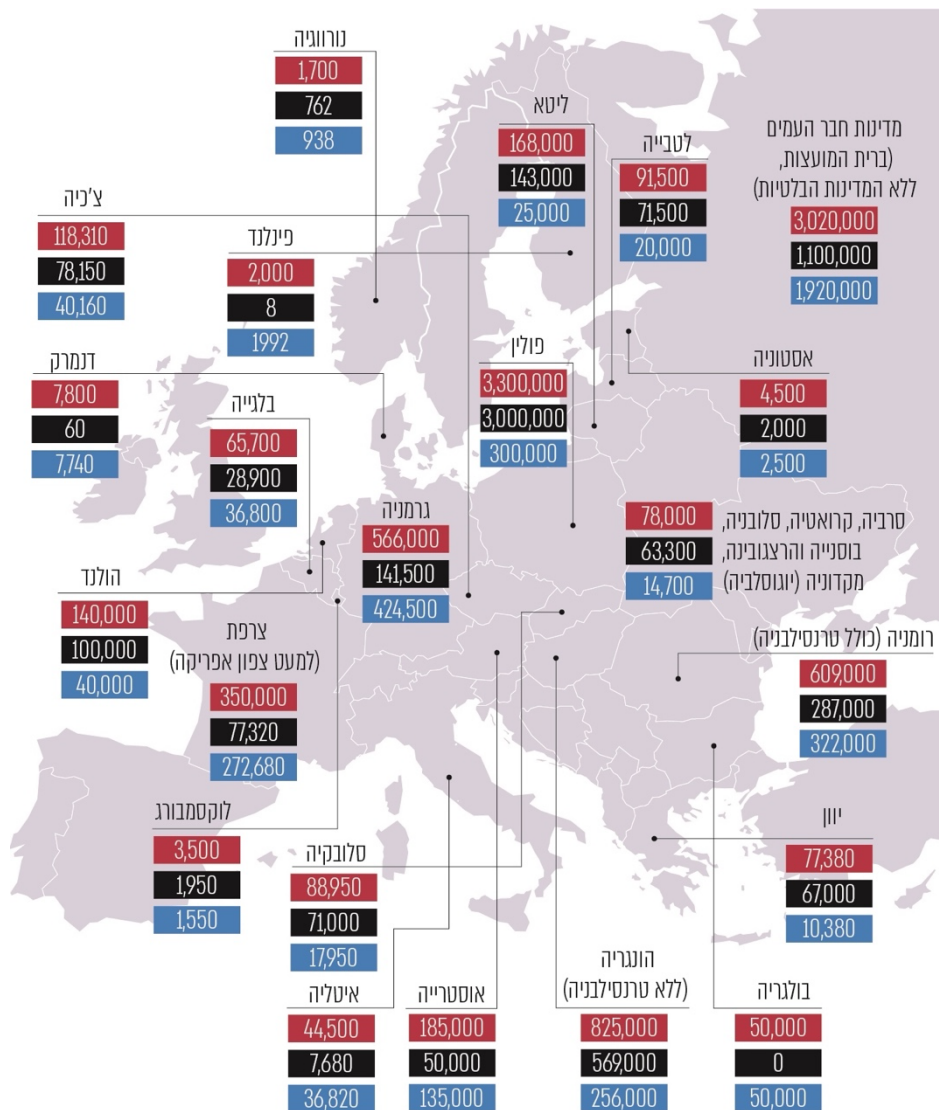 נורווגיה
1,700
762
938
ליטא
168,000
143,000
25,000
לטבייה
91,500
71,500
20,000
מדינות חבר העמים
(ברית המועצות,
ללא המדינות הבלטיות)
3,020,000
1,100,000
1,920,000
צ'כיה
118,310
78,150
40,160
פינלנד
2,000
8
1992
פולין
3,300,000
3,000,000
300,000
אסטוניה
4,500
2,000
2,500
דנמרק
7,800
60
7,740
בלגייה
65,700
28,900
36,800
גרמניה
566,000
141,500
424,500
סרביה, קרואטיה, סלובניה,
בוסנייה והרצגובינה,
מקדוניה (יוגוסלביה)
78,000
63,300
14,700
הולנד
140,000
100,000
40,000
צרפת
(למעט צפון אפריקה)
350,000
77,320
272,680
רומניה (כולל טרנסילבניה)
609,000
287,000
322,000
לוקסמבורג
3,500
1,950
1,550
סלובקיה
88,950
71,000
17,950
יוון
77,380
67,000
10,380
איטליה
44,500
7,680
36,820
אוסטרייה
185,000
50,000
135,000
הונגריה
(ללא טרנסילבניה)
825,000
569,000
256,000
בולגריה
50,000
0
50,000